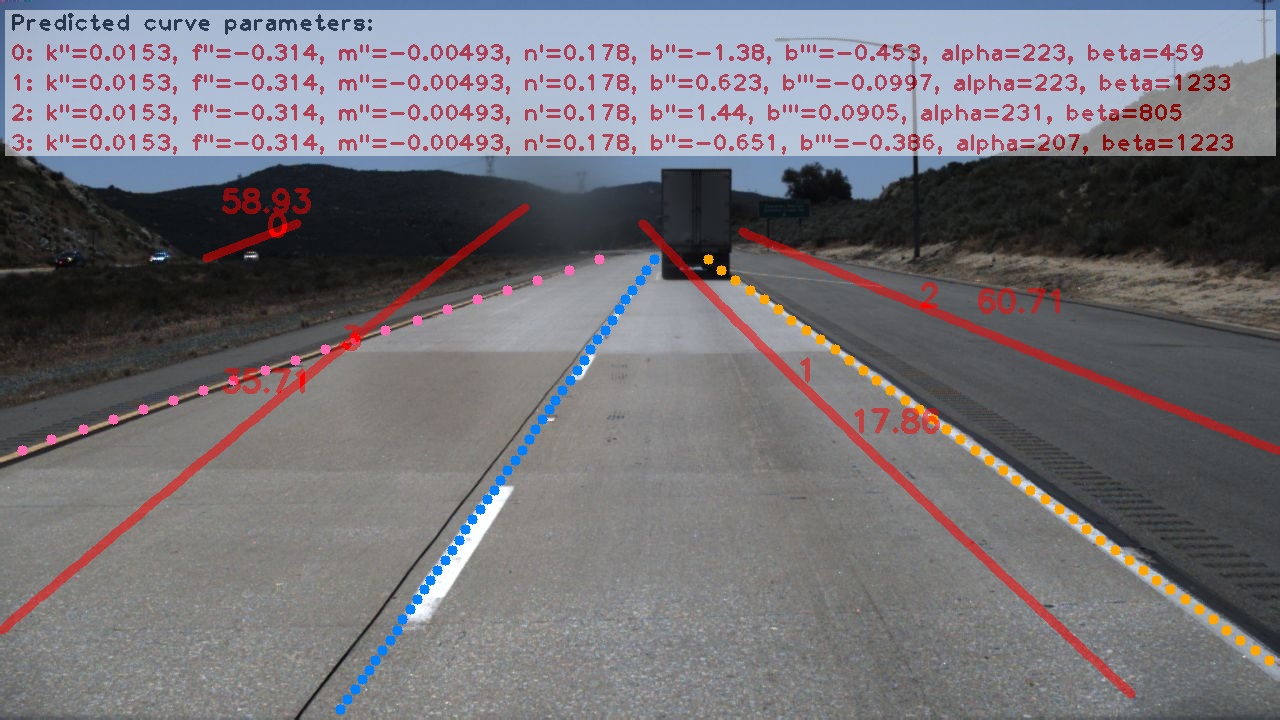 Predicted curve parameters:
0: k''=0.0153, f''=-0.314, m''=-0.00493, n'=0.178, b''=-1.38, b'''=-0.453, alpha=223, beta=459
1: k''=0.0153, f''=-0.314, m''=-0.00493, n'=0.178, b''=0.623, b'''=-0.0997, alpha=223, beta=1233
2: k''=0.0153, f''=-0.314, m''=-0.00493, n'=0.178, b''=1.44, b'''=0.0905, alpha=231, beta=805
3: k''=0.0153, f''=-0.314, m''=-0.00493, n'=0.178, b''=-0.651, b'''=-0.386, alpha=207, beta=1223
58.93
0
2 60.71
3
1
35.71
17.86